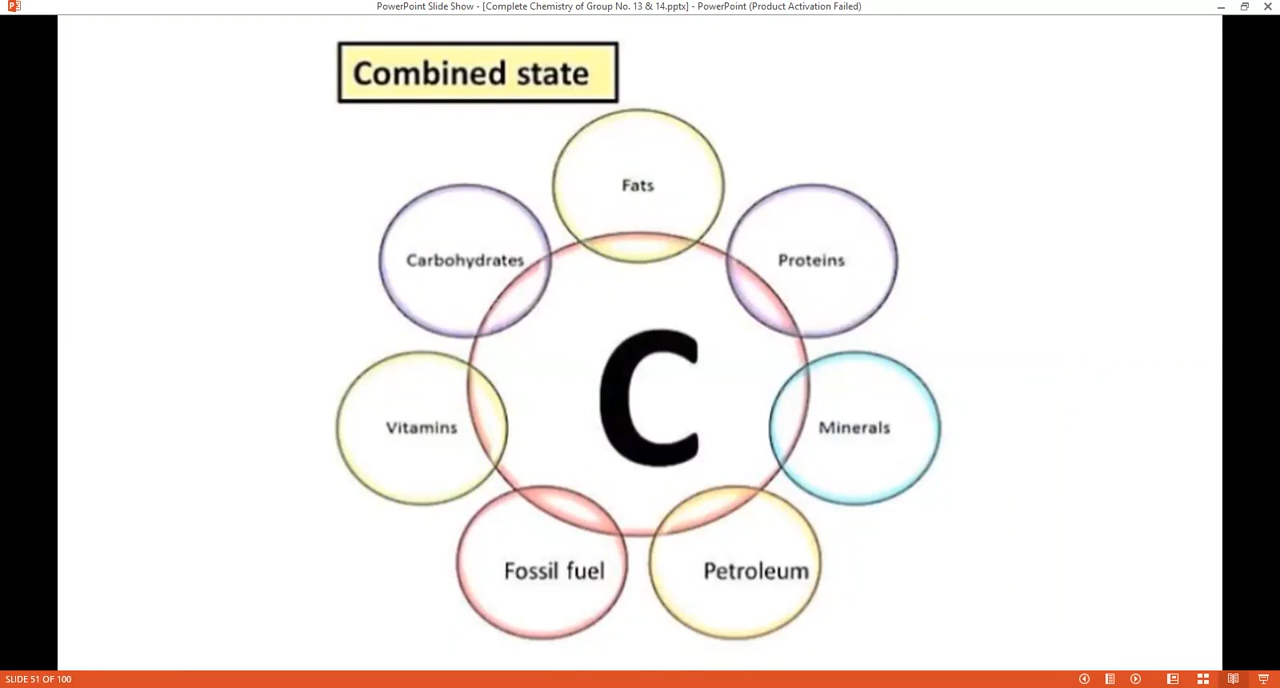 PowerPoint Slide Show - [Complete Chemistry of Group No. 13 & 14.pptx] - PowerPoint (Product Activation Failed)
Combined state
Fats
Carbohydrates
Proteins
C
Vitamins
Minerals
Fossil fuel
Petroleum
SLIDE 51 OF 100